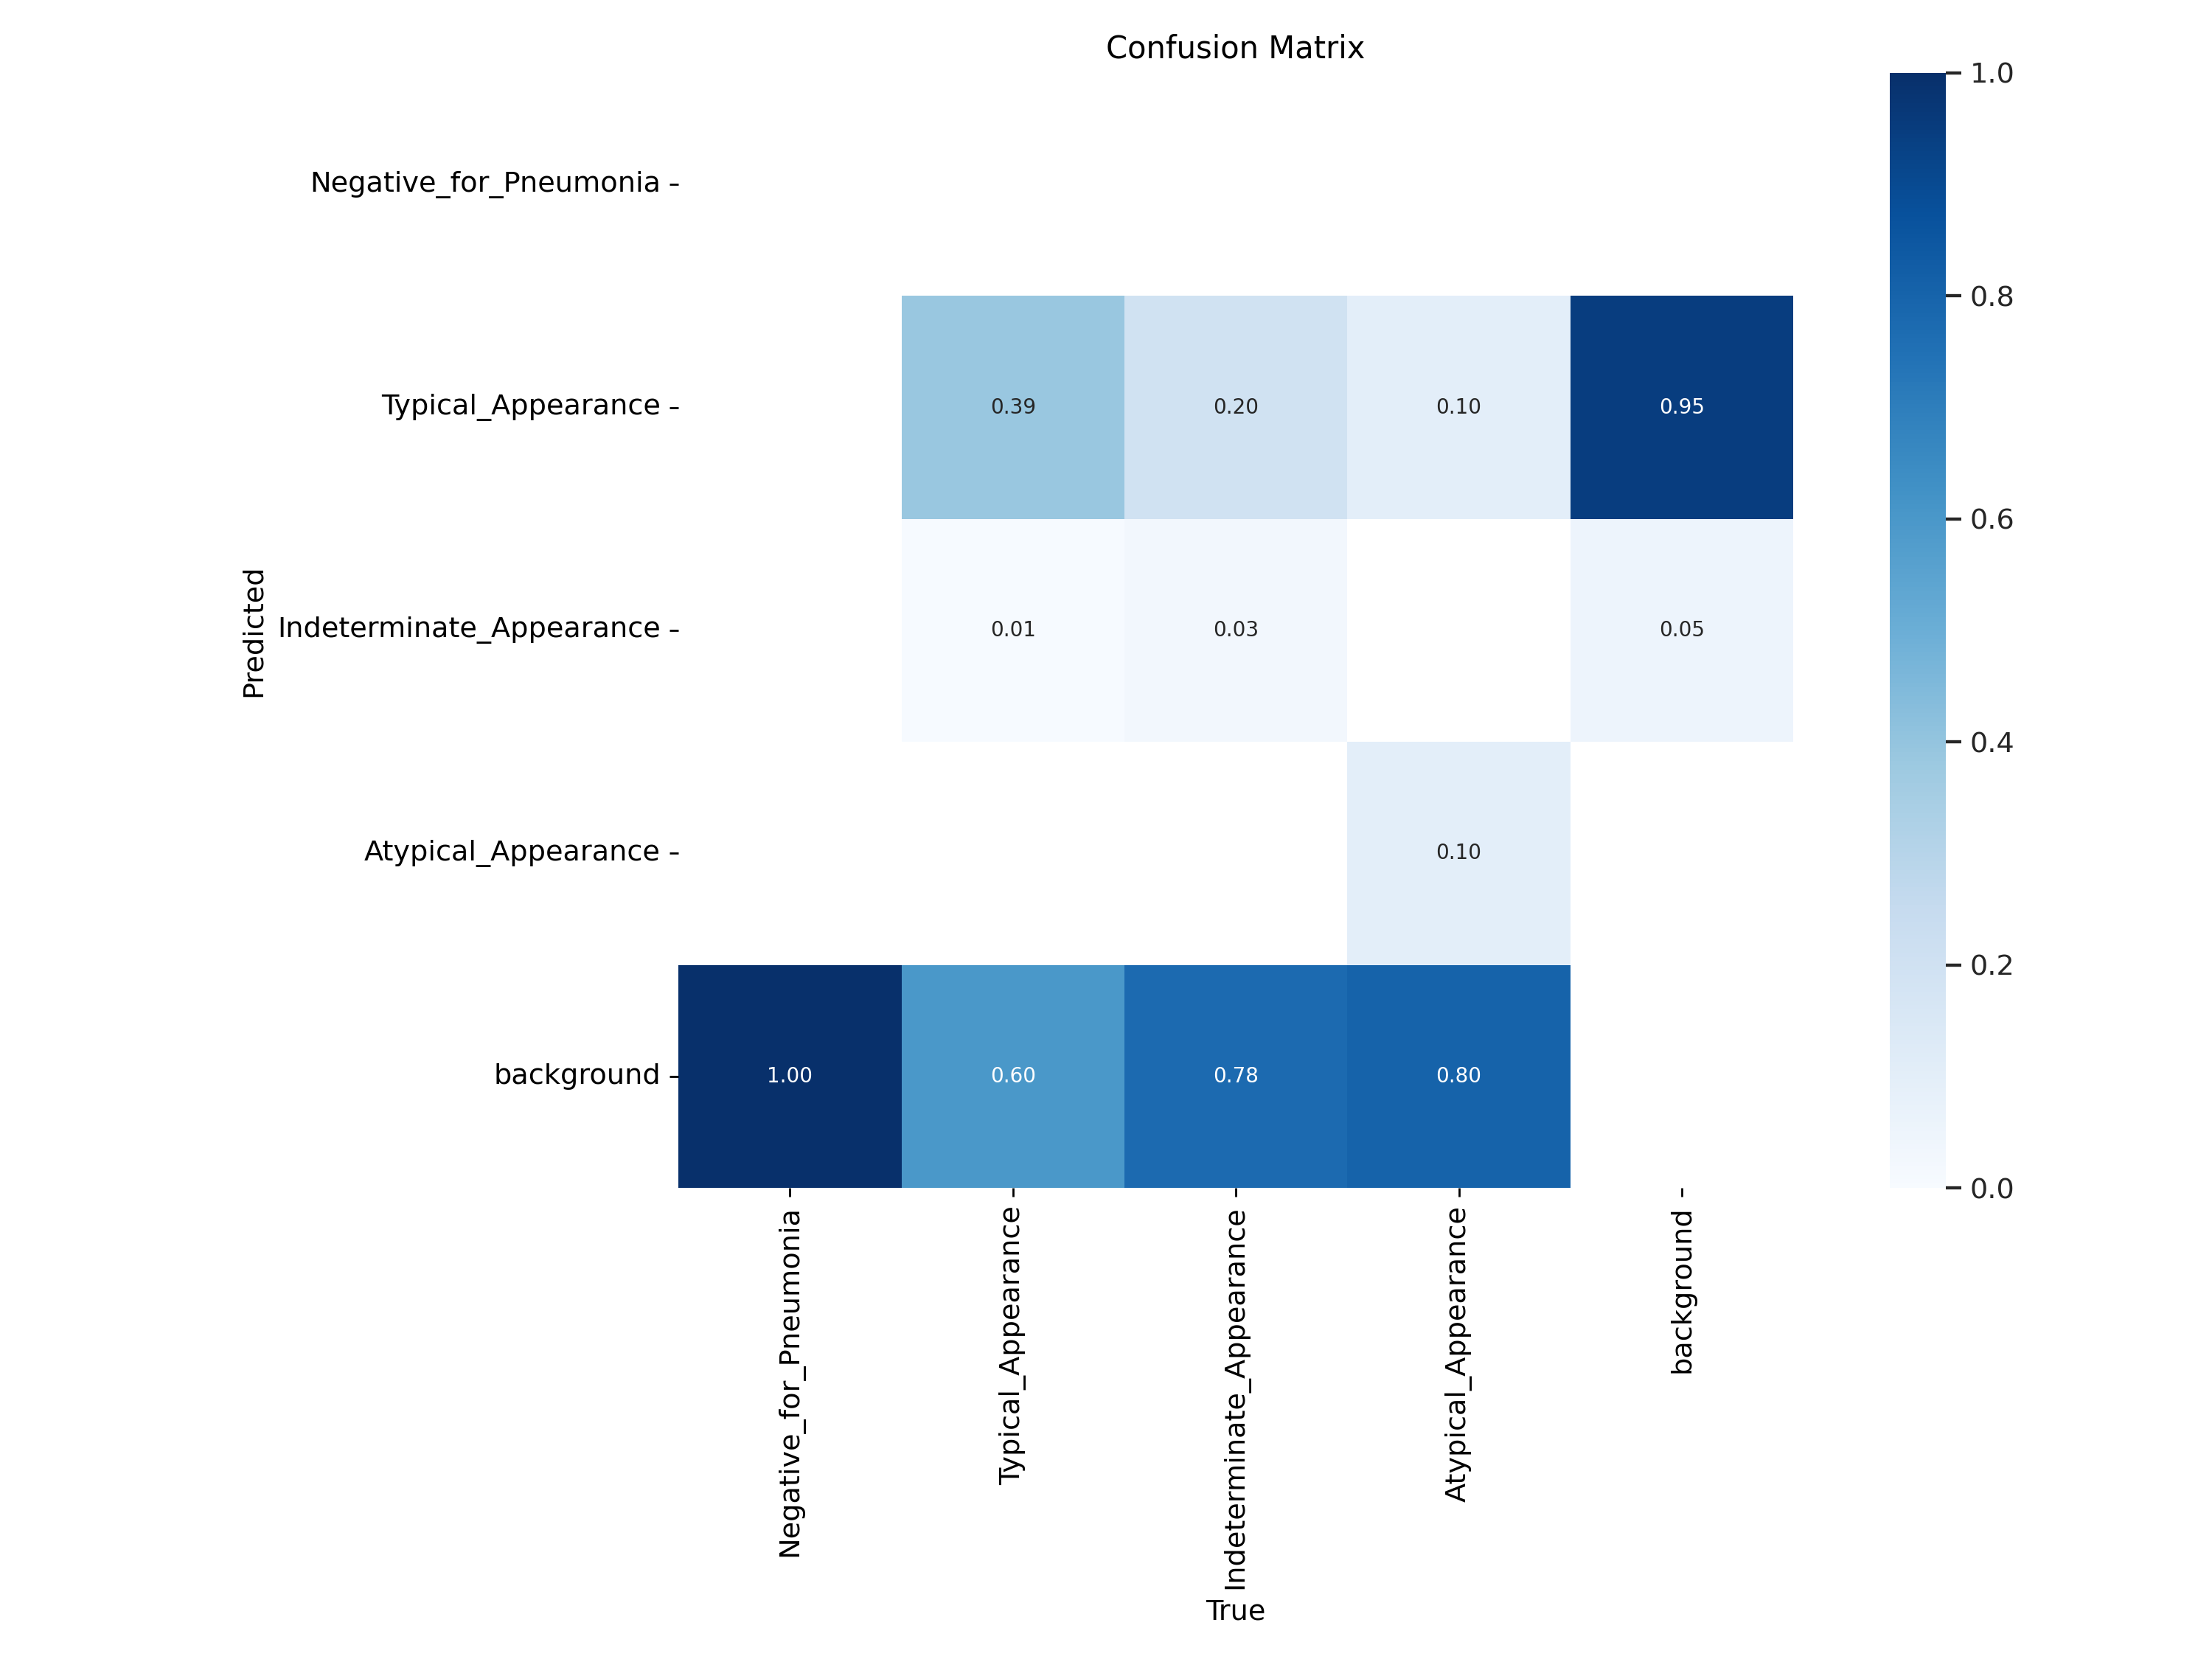 Confusion Matrix
Negative_for_Pneumonia
Typical_Appearance
0.39 0.20 0.10 0.95
Indeterminate_Appearance
0.01 0.03 0.05
Atypical_Appearance
0.10
background
1.00 0.60 0.78 0.80
Predicted
Negative_for_Pneumonia
Typical_Appearance
Indeterminate_Appearance
Atypical_Appearance
background
True
1.0
0.8
0.6
0.4
0.2
0.0